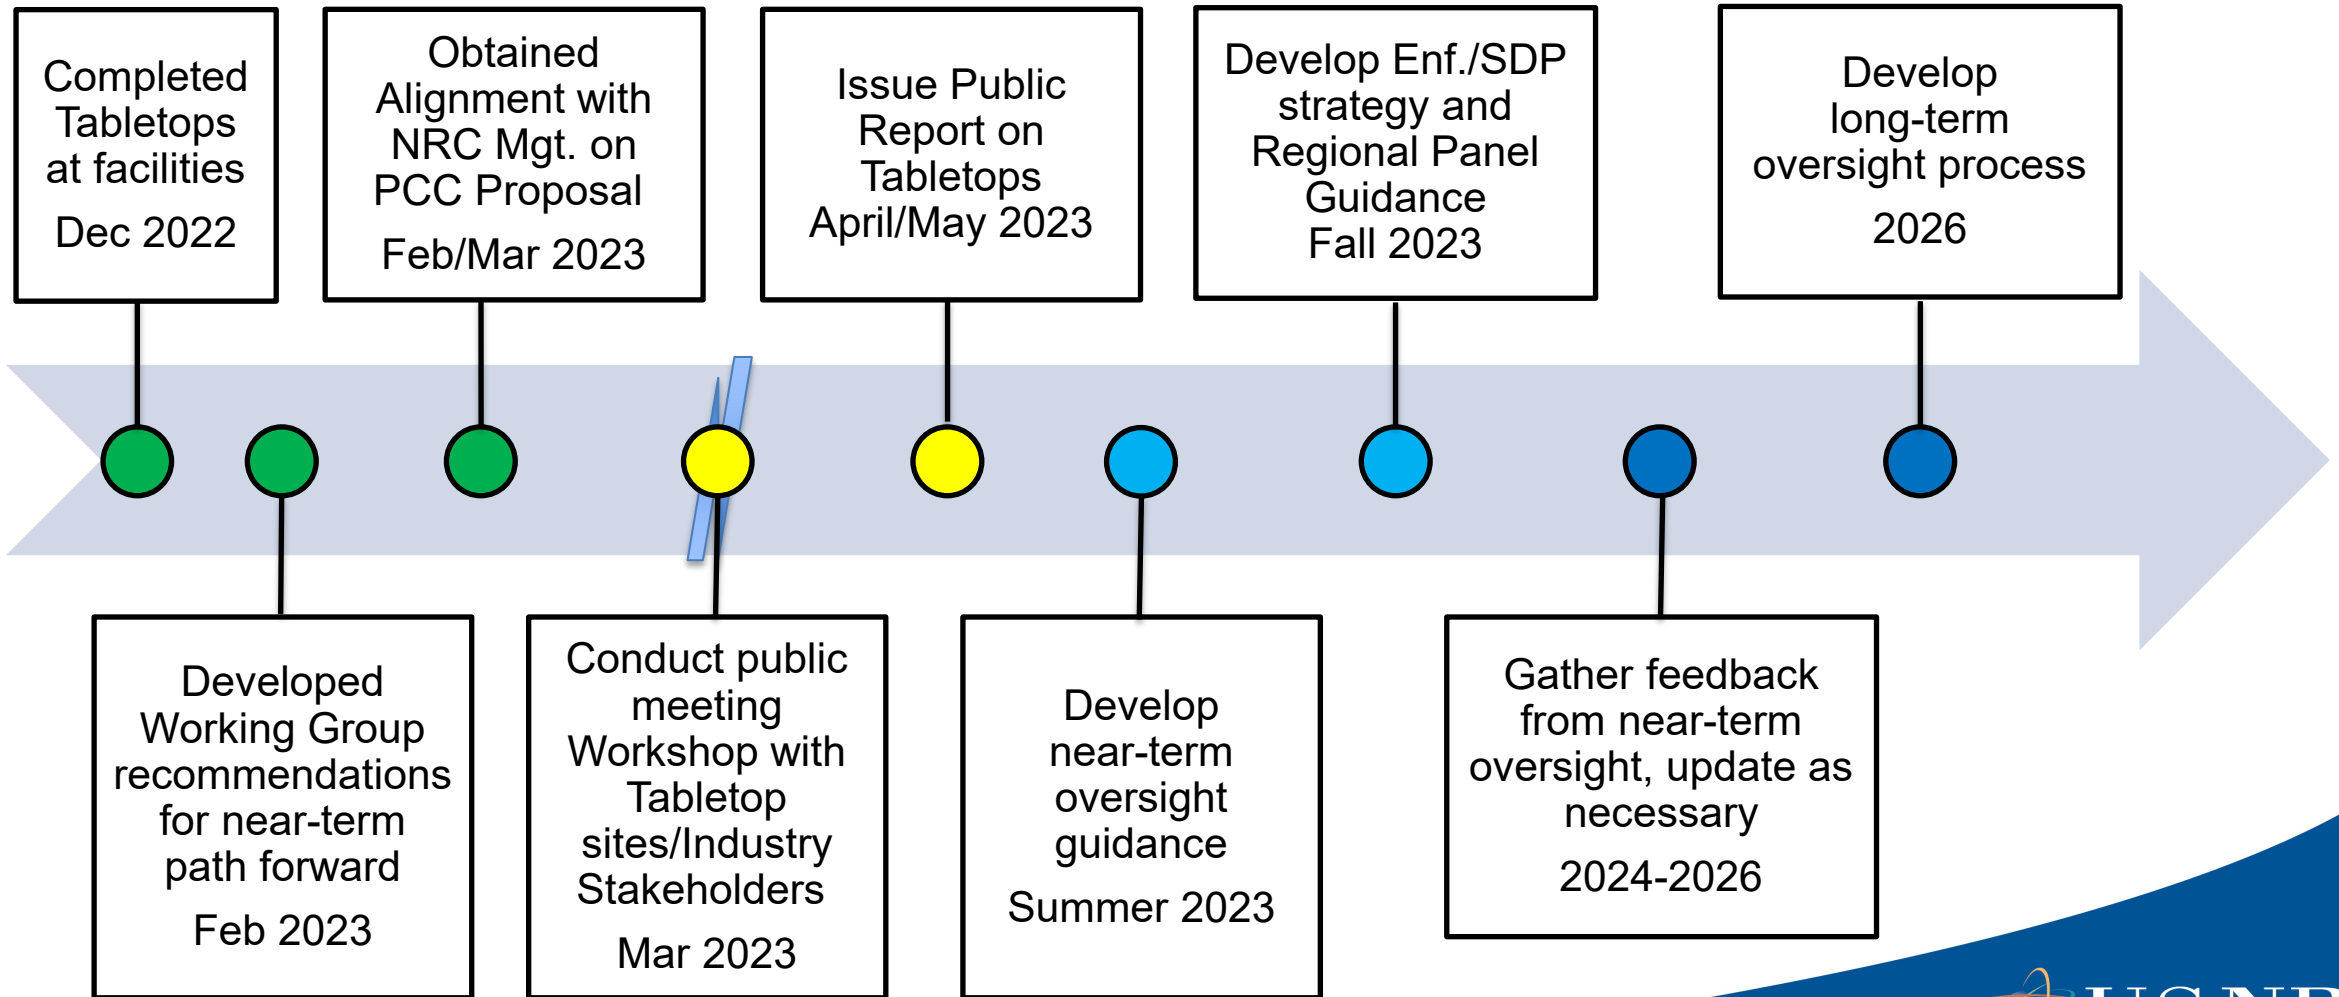 Completed
Tabletops
at facilities
Dec 2022
Obtained
Alignment with
NRC Mgt. on
PCC Proposal
Feb/Mar 2023
Issue Public
Report on
Tabletops
April/May 2023
Develop Enf./SDP
strategy and
Regional Panel
Guidance
Fall 2023
Develop
long-term
oversight process
2026
Developed
Working Group
recommendations
for near-term
path forward
Feb 2023
Conduct public
meeting
Workshop with
Tabletop
sites/Industry
Stakeholders
Mar 2023
Develop
near-term
oversight
guidance
Summer 2023
Gather feedback
from near-term
oversight, update as
necessary
2024-2026